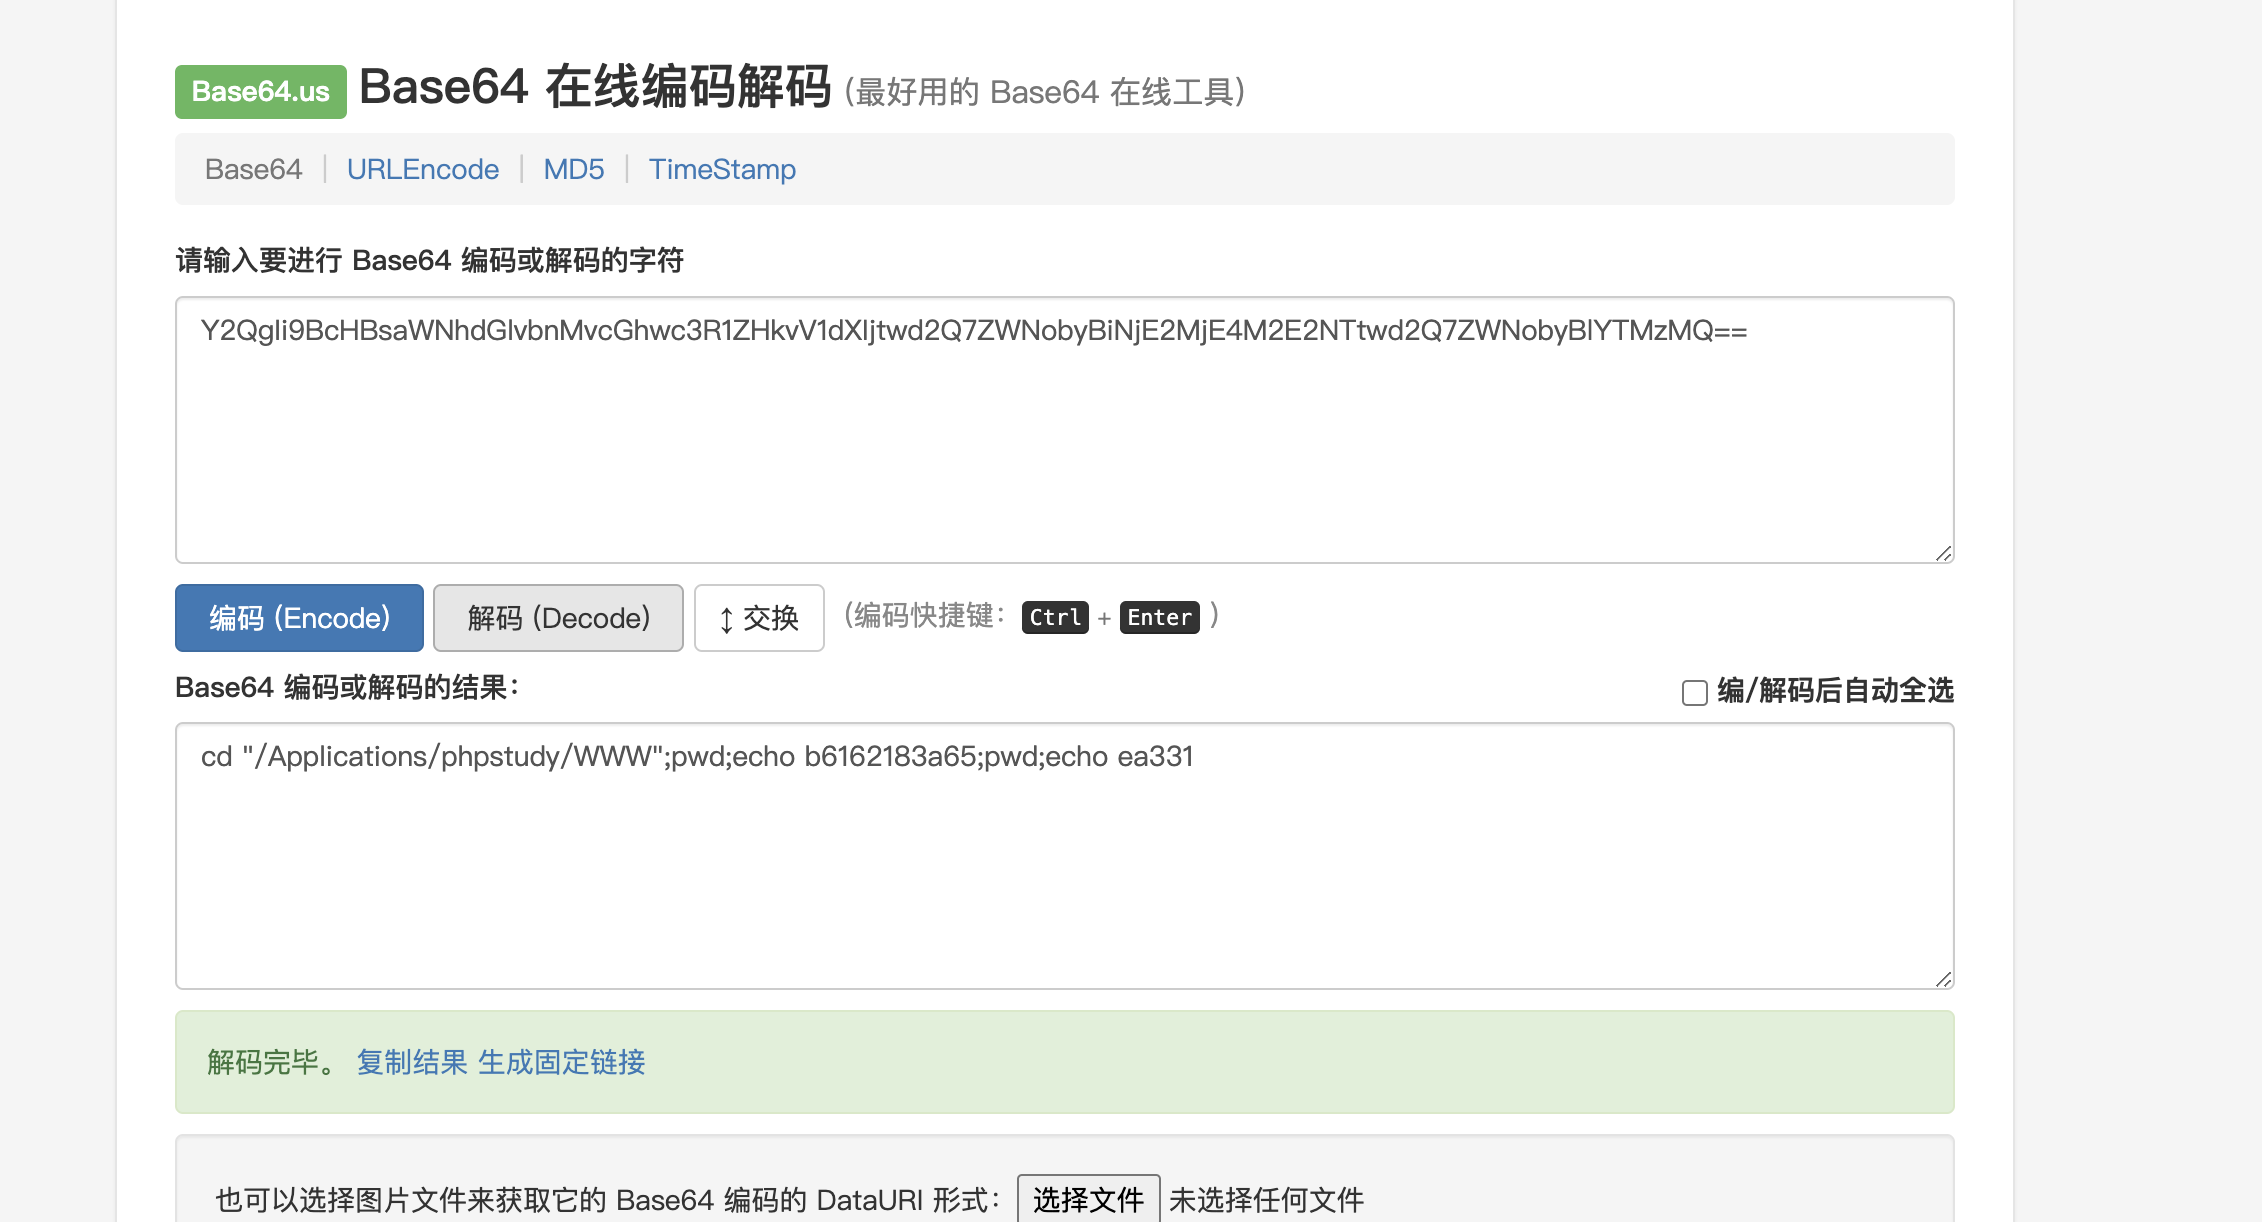 Base64.us Base64 在线编码解码 (最好用的 Base64 在线工具)
Base64 | URLEncode | MD5 | TimeStamp
请输入要进行 Base64 编码或解码的字符
Y2QgIi9BcHBsaWNhdGlvbnMvcGhwc3R1ZHkvV1dXIjtwd2Q7ZWNobyBiNjE2MjE4M2E2NTtwd2Q7ZWNobyBlYTMzMQ==
编码 (Encode) 解码 (Decode) ↕ 交换 (编码快捷键: Ctrl + Enter )
Base64 编码或解码的结果: 编/解码后自动全选
cd "/Applications/phpstudy/WWW";pwd;echo b6162183a65;pwd;echo ea331
解码完毕。 复制结果 生成固定链接
也可以选择图片文件来获取它的 Base64 编码的 DataURI 形式: 选择文件 未选择任何文件